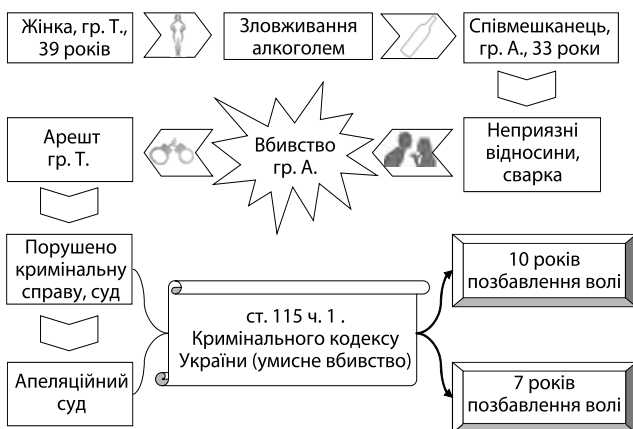 Жінка, гр. Т.,
39 років
Зловживання
алкоголем
Співмешканець,
гр. А., 33 роки
Неприязні
відносини,
сварка
Вбивство
гр. А.
Арешт
гр. Т.
Порушено
кримінальну
справу, суд
Апеляційний
суд
ст. 115 ч. 1 .
Кримінального кодексу
України (умисне вбивство)
10 років
позбавлення волі
7 років
позбавлення волі